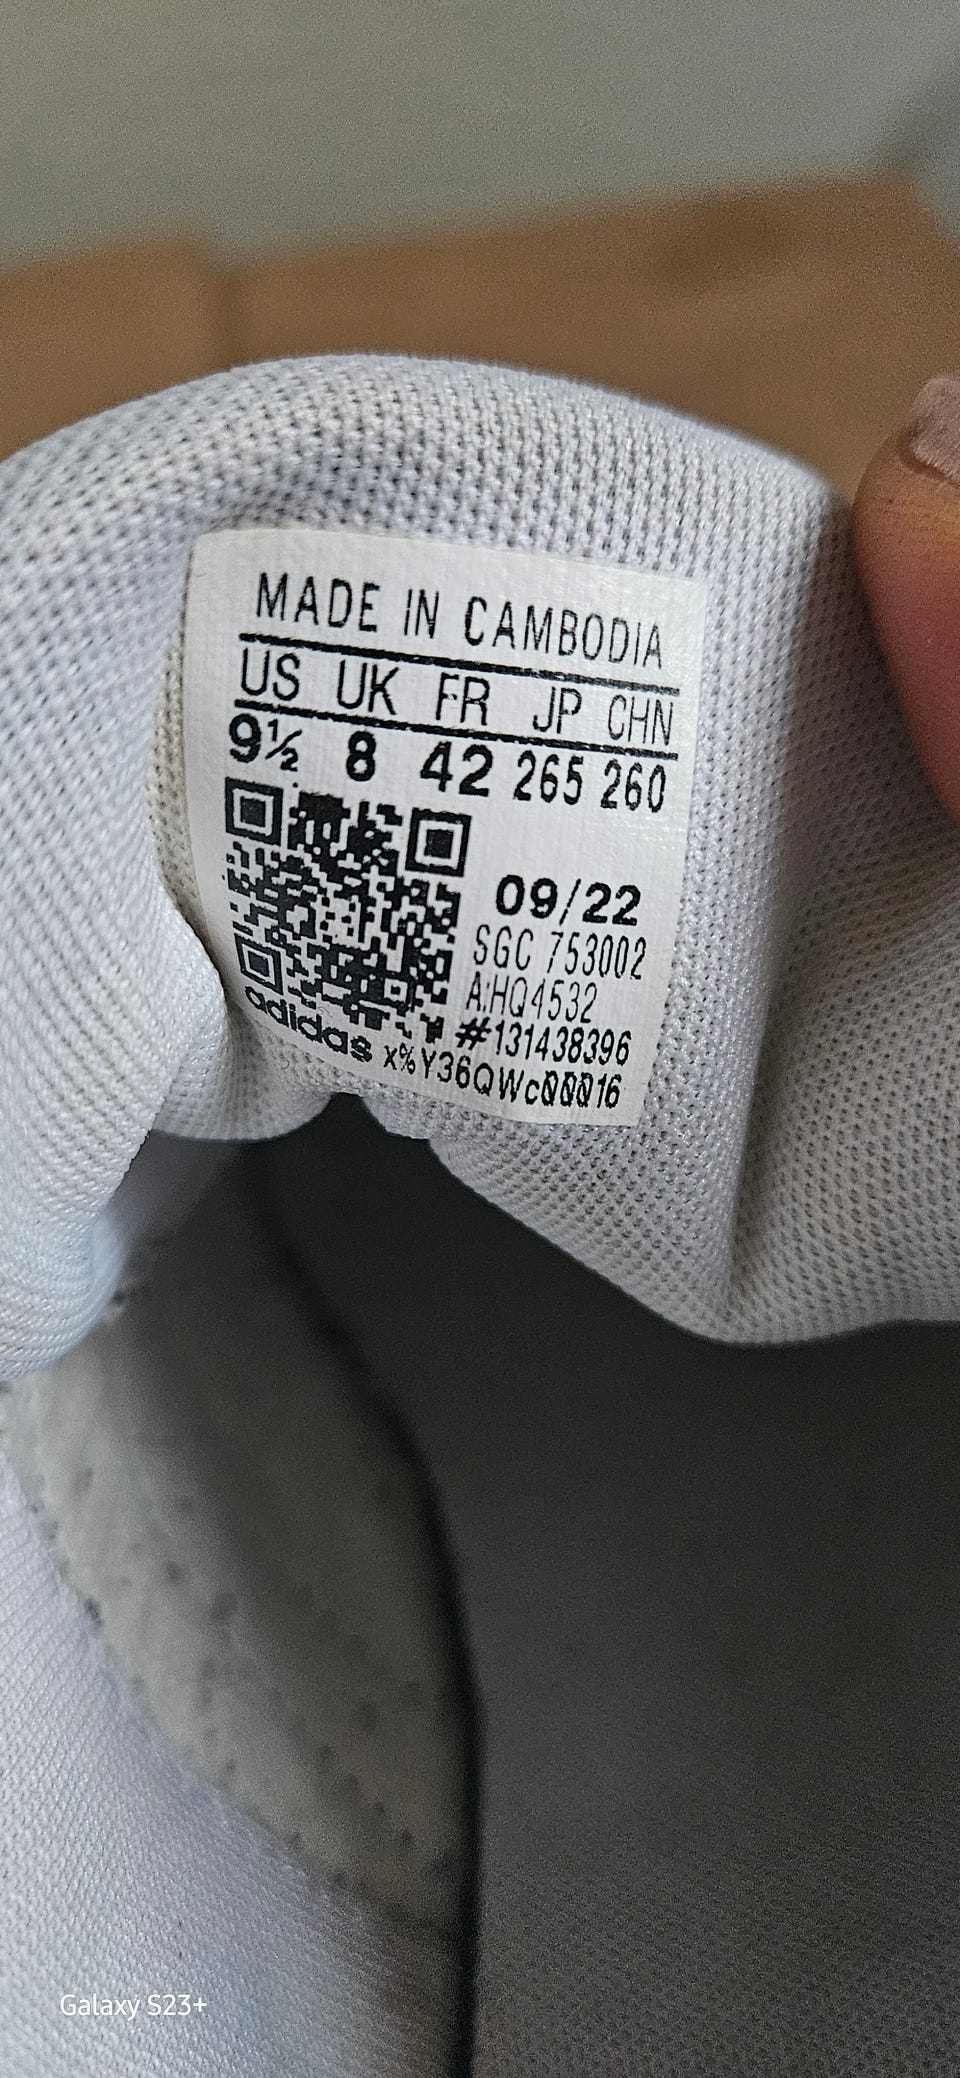 MADE IN CAMBODIA
US UK FR JP CHN
9½ 8 42 265 260
09/22
SGC 753002
A:HQ4532
#131438396
adidas x%Y36QWc00016
Galaxy S23+